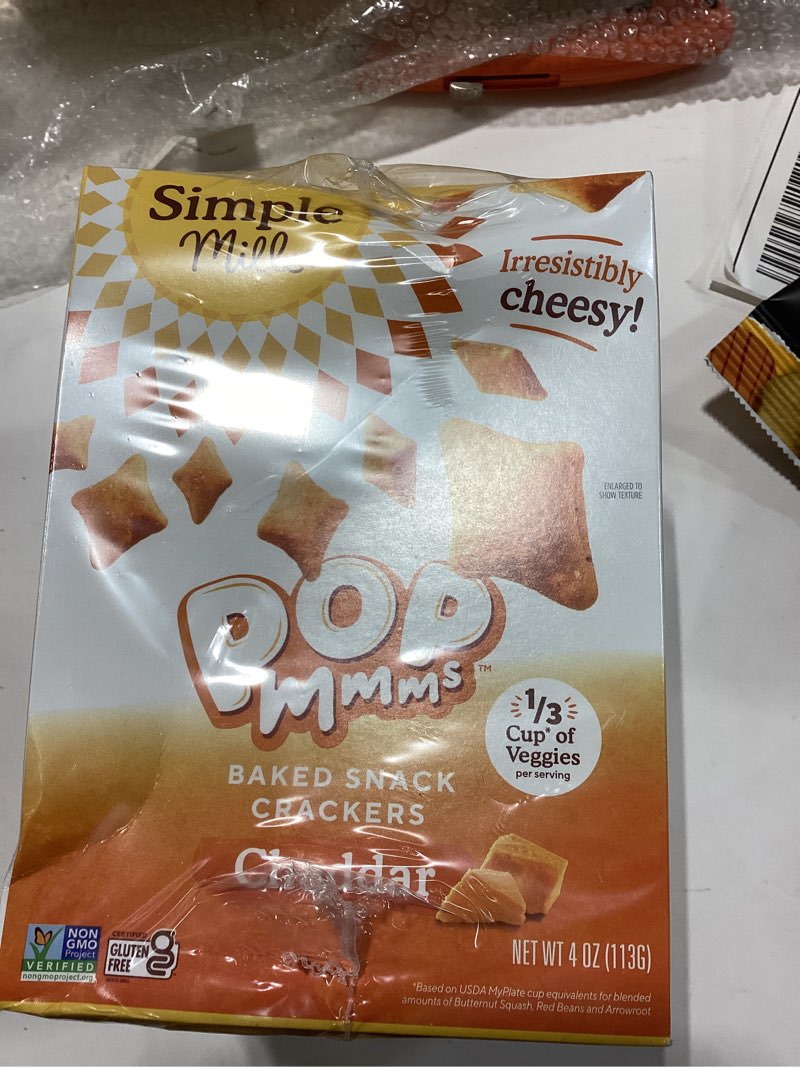 Simple
Mills
Irresistibly
cheesy!
ENLARGED TO
SHOW TEXTURE
POP
mmms™
1/3
Cup* of
Veggies
per serving
BAKED SNACK
CRACKERS
Cheddar
NON
GMO
Project
VERIFIED
nongmoproject.org
CERTIFIED
GLUTEN
FREE
NET WT 4 OZ (113G)
*Based on USDA MyPlate cup equivalents for blended
amounts of Butternut Squash, Red Beans and Arrowroot